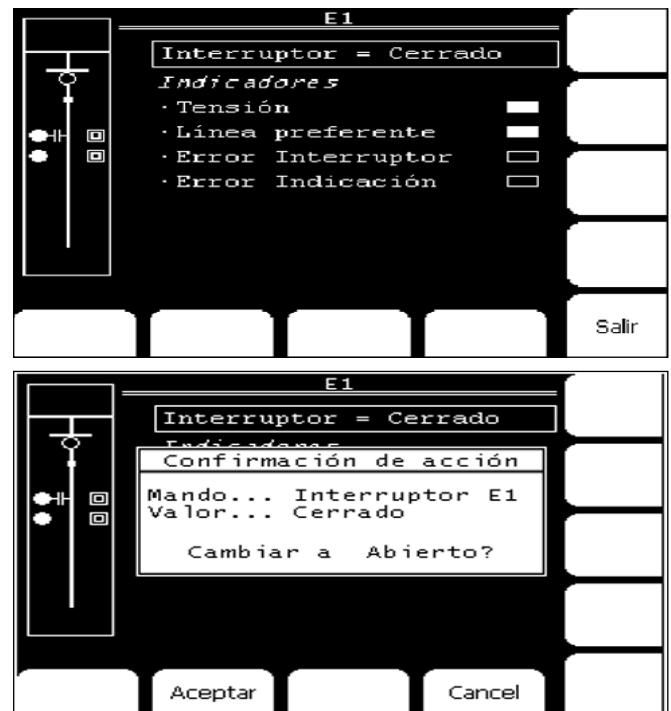 E1
Interruptor = Cerrado
Indicadores
·Tensión
·Línea preferente
·Error Interruptor
·Error Indicación
Salir
E1
Interruptor = Cerrado
Indicadores
Confirmación de acción
Mando... Interruptor E1
Valor... Cerrado
Cambiar a Abierto?
Aceptar
Cancel